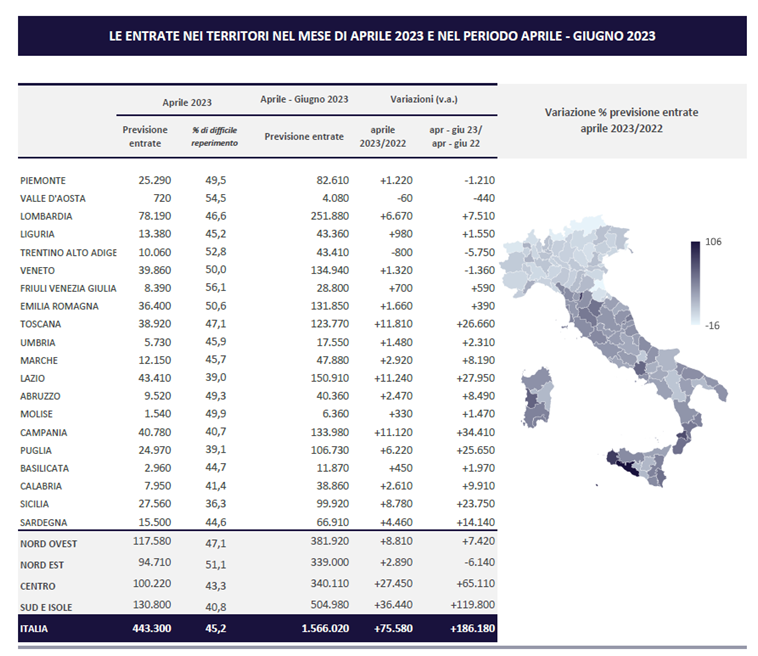 LE ENTRATE NEI TERRITORI NEL MESE DI APRILE 2023 E NEL PERIODO APRILE - GIUGNO 2023
Aprile 2023 Aprile - Giugno 2023 Variazioni (v.a.)
Previsione entrate % di difficile reperimento Previsione entrate aprile 2023/2022 apr - giu 23/ apr - giu 22
PIEMONTE 25.290 49,5 82.610 +1.220 -1.210
VALLE D'AOSTA 720 54,5 4.080 -60 -440
LOMBARDIA 78.190 46,6 251.880 +6.670 +7.510
LIGURIA 13.380 45,2 43.360 +980 +1.550
TRENTINO ALTO ADIGE 10.060 52,8 43.410 -800 -5.750
VENETO 39.860 50,0 134.940 +1.320 -1.360
FRIULI VENEZIA GIULIA 8.390 56,1 28.800 +700 +590
EMILIA ROMAGNA 36.400 50,6 131.850 +1.660 +390
TOSCANA 38.920 47,1 123.770 +11.810 +26.660
UMBRIA 5.730 45,9 17.550 +1.480 +2.310
MARCHE 12.150 45,7 47.880 +2.920 +8.190
LAZIO 43.410 39,0 150.910 +11.240 +27.950
ABRUZZO 9.520 49,3 40.360 +2.470 +8.490
MOLISE 1.540 49,9 6.360 +330 +1.470
CAMPANIA 40.780 40,7 133.980 +11.120 +34.410
PUGLIA 24.970 39,1 106.730 +6.220 +25.650
BASILICATA 2.960 44,7 11.870 +450 +1.970
CALABRIA 7.950 41,4 38.860 +2.610 +9.910
SICILIA 27.560 36,3 99.920 +8.780 +23.750
SARDEGNA 15.500 44,6 66.910 +4.460 +14.140
NORD OVEST 117.580 47,1 381.920 +8.810 +7.420
NORD EST 94.710 51,1 339.000 +2.890 -6.140
CENTRO 100.220 43,3 340.110 +27.450 +65.110
SUD E ISOLE 130.800 40,8 504.980 +36.440 +119.800
ITALIA 443.300 45,2 1.566.020 +75.580 +186.180
Variazione % previsione entrate
aprile 2023/2022
106
-16